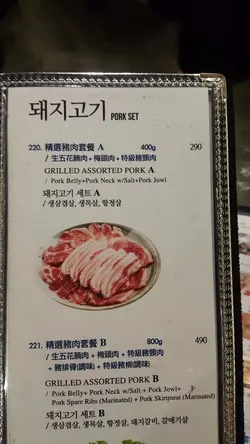 돼지고기 PORK SET
220. 精選豬肉套餐 A 400g 290
/ 生五花腩肉 + 梅頭肉 + 特級豬頸肉
GRILLED ASSORTED PORK A
/ Pork Belly+Pork Neck w/Salt+Pork Jowl
돼지고기 세트 A
/ 생삼겹살, 생목살, 항정살
221. 精選豬肉套餐 B 800g 490
/ 生五花腩肉 + 梅頭肉 + 特級豬頸肉
+ 豬排骨(調味) + 特級豬柳(調味)
GRILLED ASSORTED PORK B
/ Pork Belly+ Pork Neck w/Salt + Pork Jowl+
Pork Spare Ribs (Marinated) + Pork Skirtmeat (Marinated)
돼지고기 세트 B
/ 생삼겹살, 생목살, 항정살, 돼지갈비, 갈매기살